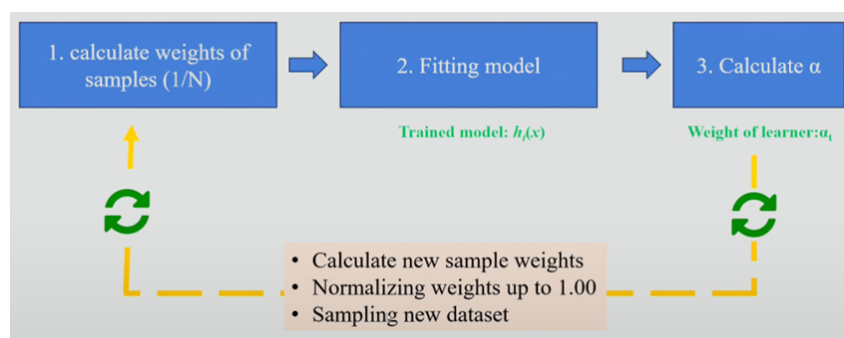 1. calculate weights of
samples (1/N)
2. Fitting model
3. Calculate α
Trained model: hₜ(x)
Weight of learner:αₜ
• Calculate new sample weights
• Normalizing weights up to 1.00
• Sampling new dataset